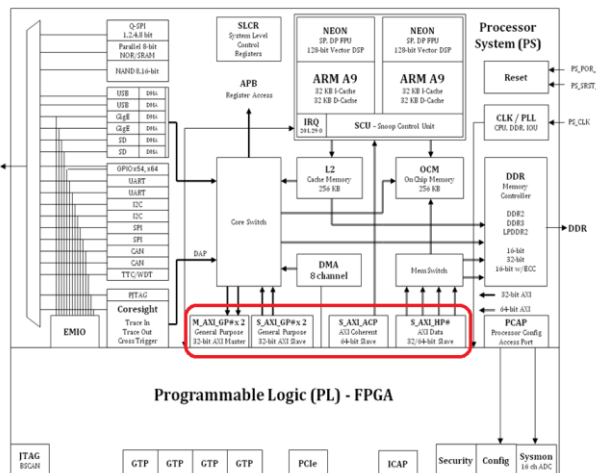 Q-SPI
1,2,4,8 bit
Parallel 8-bit
NOR/SRAM
NAND 8,16-bit
USB DMA
USB DMA
GigE DMA
GigE DMA
SD DMA
SD DMA
GPIO x54, x64
UART
UART
I2C
I2C
SPI
SPI
CAN
CAN
TTC/WDT
PJTAG
Coresight
Trace In
Trace Out
Cross Trigger
EMIO
SLCR
System Level
Control
Registers
APB
Register Access
NEON
SP, DP FPU
128-bit Vector DSP
NEON
SP, DP FPU
128-bit Vector DSP
ARM A9
32 KB I-Cache
32 KB D-Cache
ARM A9
32 KB I-Cache
32 KB D-Cache
IRQ
SCU – Snoop Control Unit
L2
Cache Memory
256 KB
OCM
On Chip Memory
256 KB
Core Switch
DAP
DMA
8 channel
Mem Switch
Processor
System (PS)
Reset
PS_POR_
PS_SRST_
CLK / PLL
CPU, DDR, IOU
PS_CLK
DDR
Memory
Controller
DDR2
DDR3
LPDDR2
16-bit
32-bit
16-bit w/ECC
DDR
32-bit AXI
64-bit AXI
M_AXI_GP# x 2
General Purpose
32-bit AXI Master
S_AXI_GP# x 2
General Purpose
32-bit AXI Slave
S_AXI_ACP
AXI Coherent
64-bit Slave
S_AXI_HP#
AXI Data
32/64-bit Slave
PCAP
Processor Config
Access Port
Programmable Logic (PL) - FPGA
JTAG
BSCAN
GTP
GTP
GTP
GTP
PCIe
ICAP
Security
Config
Sysmon
16 ch ADC